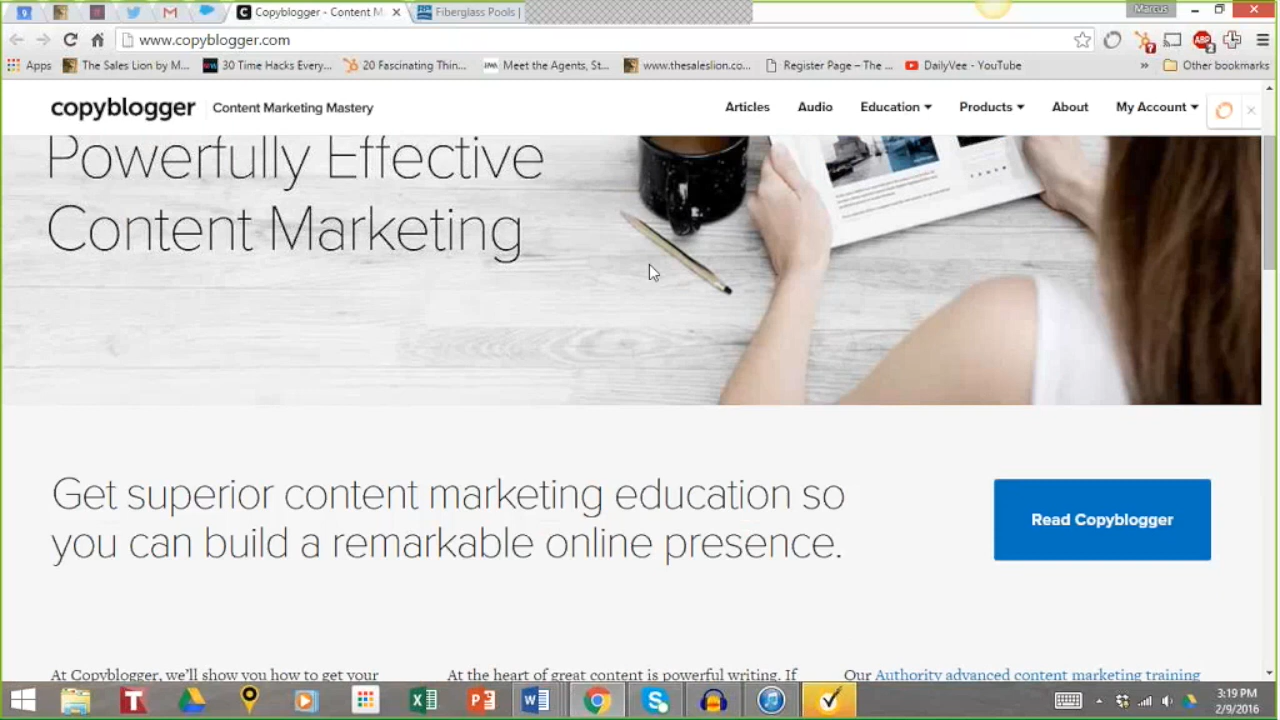 Copyblogger - Content M
Fiberglass Pools |
Marcus
www.copyblogger.com
Apps
The Sales Lion by M...
30 Time Hacks Every...
20 Fascinating Thin...
Meet the Agents, St...
www.thesaleslion.co...
Register Page – The ...
DailyVee - YouTube
»
Other bookmarks
copyblogger
Content Marketing Mastery
Articles
Audio
Education
Products
About
My Account
Powerfully Effective
Content Marketing
Get superior content marketing education so
you can build a remarkable online presence.
Read Copyblogger
At Copyblogger, we'll show you how to get your
At the heart of great content is powerful writing. If
Our Authority advanced content marketing training
3:19 PM
2/9/2016